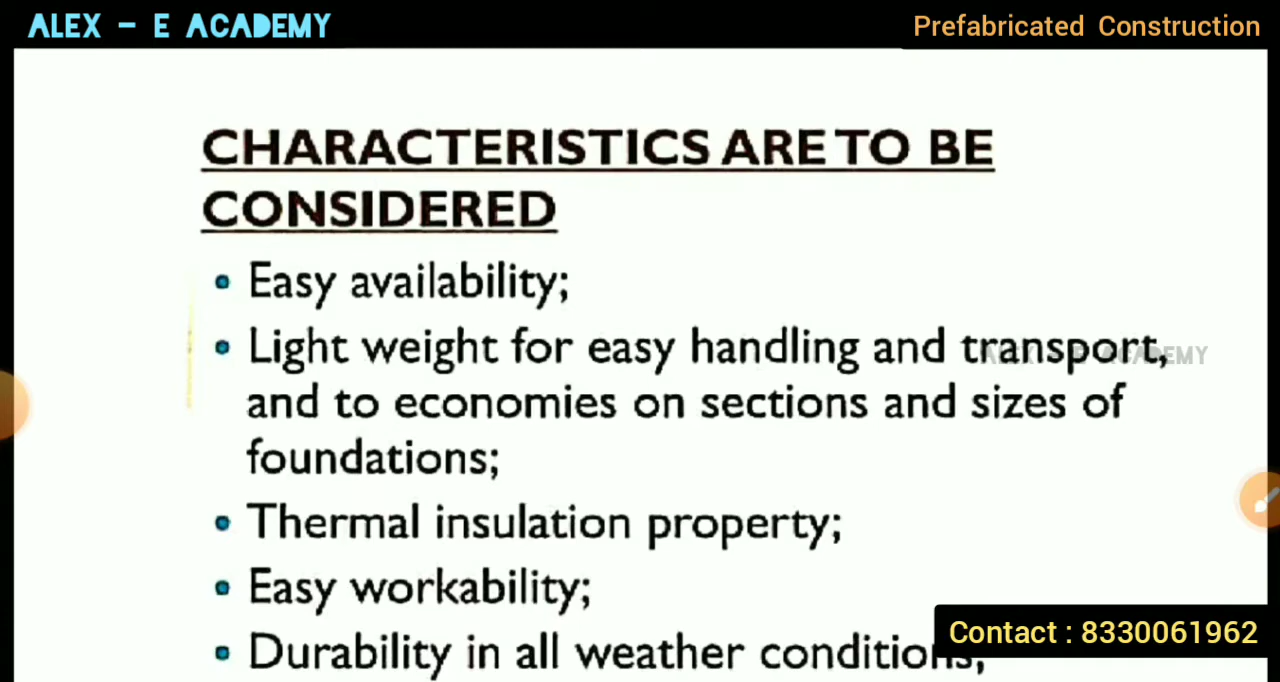 ALEX - E ACADEMY
Prefabricated Construction
CHARACTERISTICS ARE TO BE
CONSIDERED
• Easy availability;
• Light weight for easy handling and transport,
ALEX - E ACADEMY
and to economies on sections and sizes of
foundations;
• Thermal insulation property;
• Easy workability;
• Durability in all weather conditions;
Contact : 8330061962